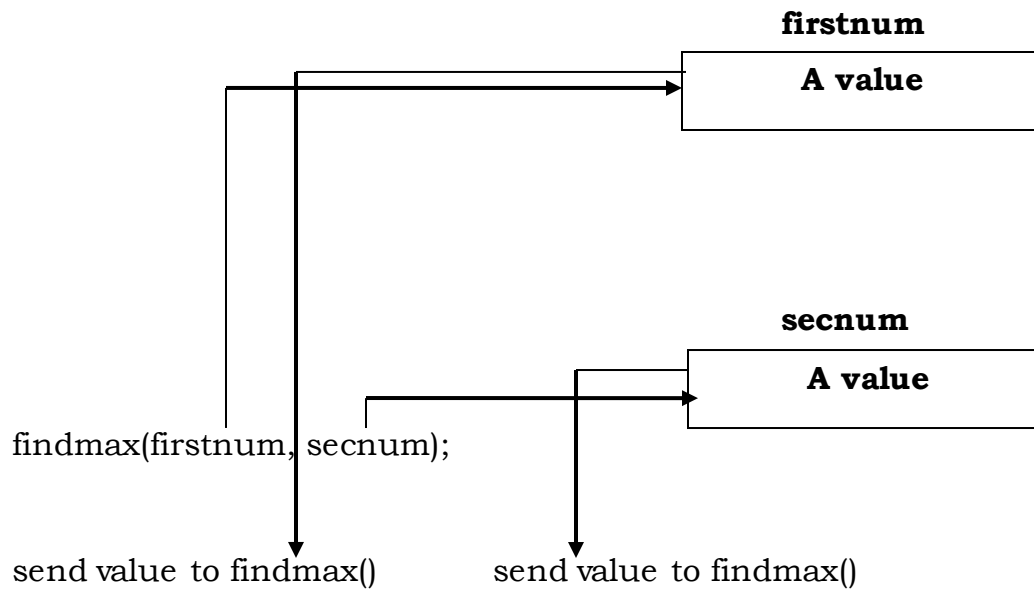 firstnum
A value
secnum
A value
findmax(firstnum, secnum);
send value to findmax()
send value to findmax()